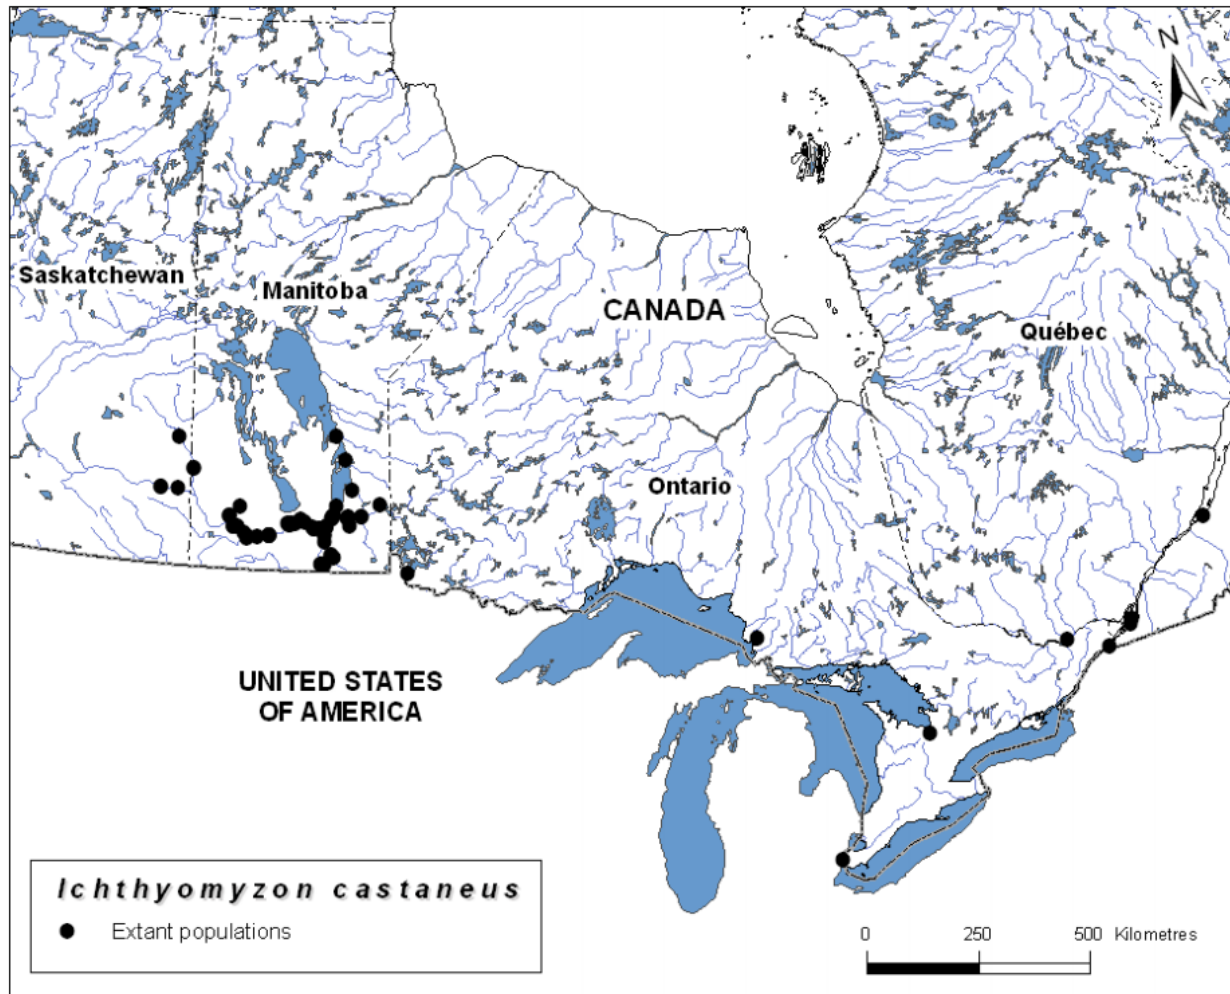 N
Saskatchewan
Manitoba
CANADA
Québec
Ontario
UNITED STATES
OF AMERICA
Ichthyomyzon castaneus
Extant populations
0 250 500 Kilometres